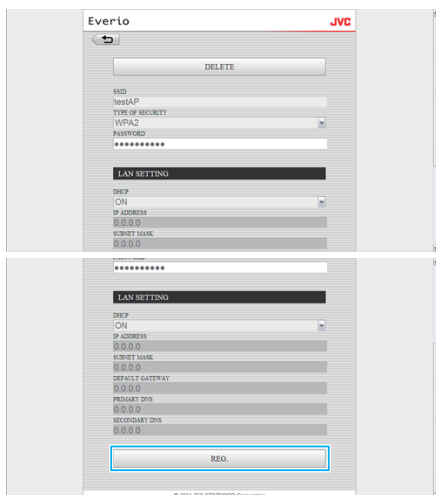 Everio
JVC
DELETE
SSID
testAP
TYPE OF SECURITY
WPA2
PASSWORD
••••••••••
LAN SETTING
DHCP
ON
IP ADDRESS
0.0.0.0
SUBNET MASK
0.0.0.0
••••••••••
LAN SETTING
DHCP
ON
IP ADDRESS
0.0.0.0
SUBNET MASK
0.0.0.0
DEFAULT GATEWAY
0.0.0.0
PRIMARY DNS
0.0.0.0
SECONDARY DNS
0.0.0.0
REG.